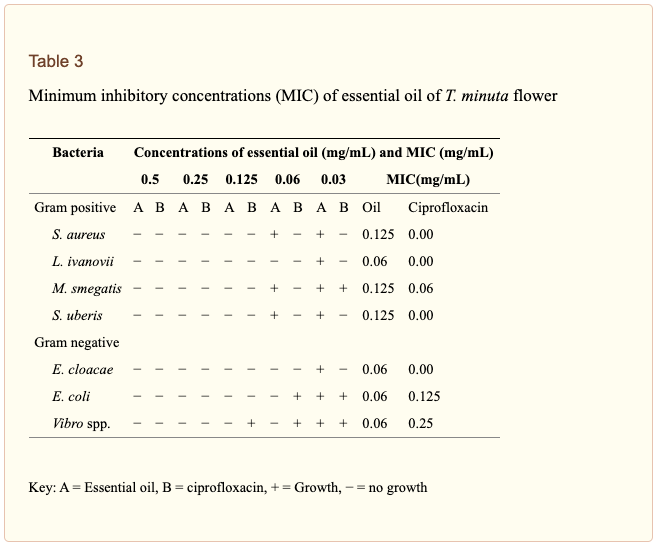 Table 3
Minimum inhibitory concentrations (MIC) of essential oil of T. minuta flower
Bacteria Concentrations of essential oil (mg/mL) and MIC (mg/mL)
0.5 0.25 0.125 0.06 0.03 MIC(mg/mL)
Gram positive A B A B A B A B A B Oil Ciprofloxacin
S. aureus − − − − − − + − + − 0.125 0.00
L. ivanovii − − − − − − − − + − 0.06 0.00
M. smegatis − − − − − − + − + + 0.125 0.06
S. uberis − − − − − − + − + − 0.125 0.00
Gram negative
E. cloacae − − − − − − − − + − 0.06 0.00
E. coli − − − − − − − + + + 0.06 0.125
Vibro spp. − − − − − + − + + + 0.06 0.25
Key: A = Essential oil, B = ciprofloxacin, + = Growth, − = no growth